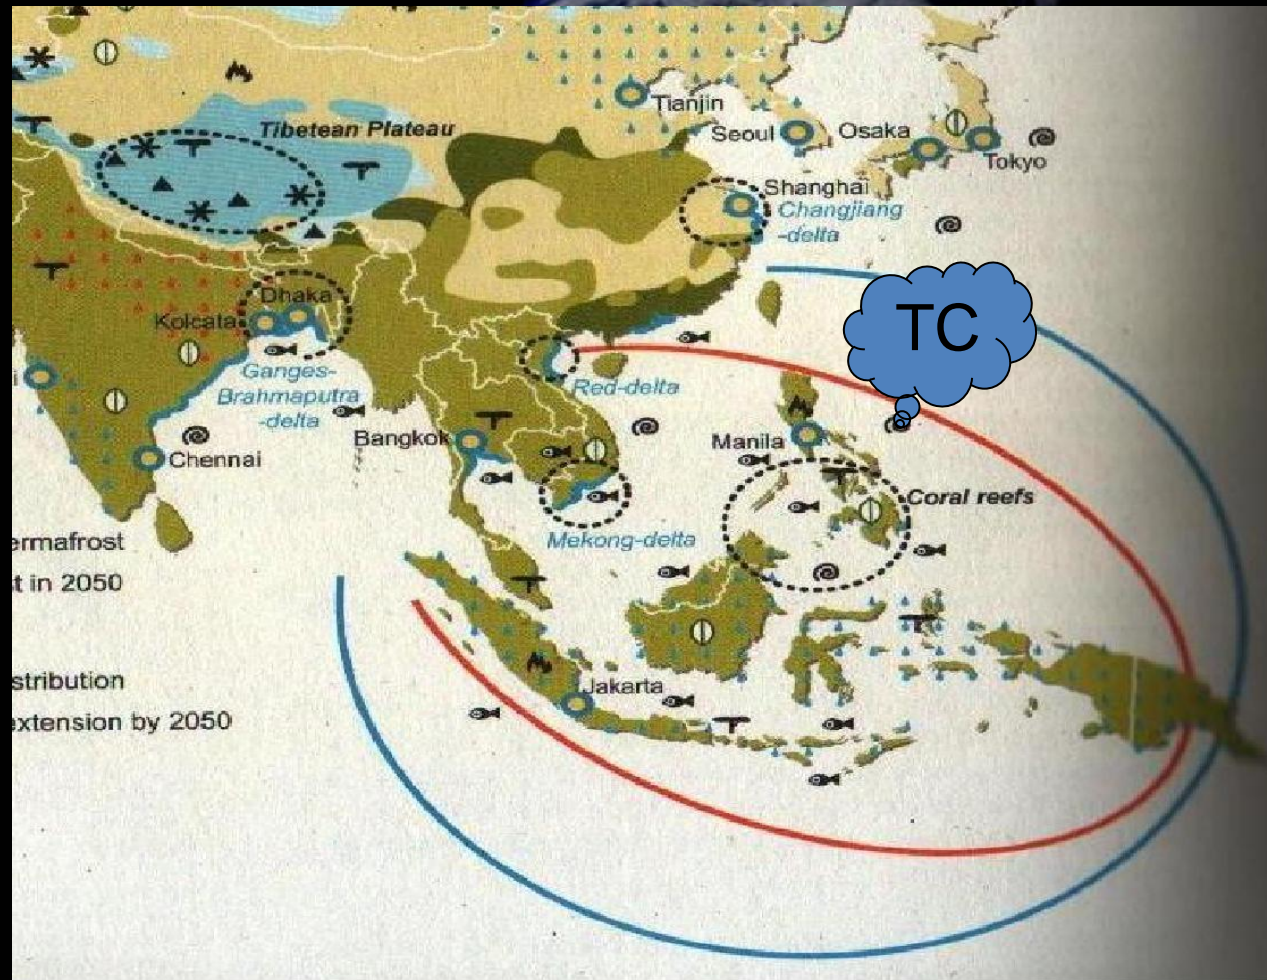 Tibetean Plateau
Tianjin
Seoul
Osaka
Tokyo
Shanghai
Changjiang
-delta
TC
Dhaka
Kolcata
Ganges-
Brahmaputra
-delta
Red-delta
Bangkok
Manila
Chennai
Coral reefs
Mekong-delta
ermafrost
t in 2050
Jakarta
stribution
extension by 2050